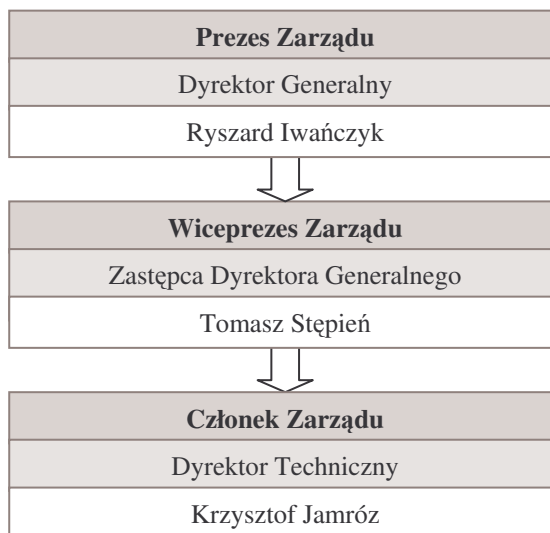 Prezes Zarządu
Dyrektor Generalny
Ryszard Iwańczyk
Wiceprezes Zarządu
Zastępca Dyrektora Generalnego
Tomasz Stępień
Członek Zarządu
Dyrektor Techniczny
Krzysztof Jamróz